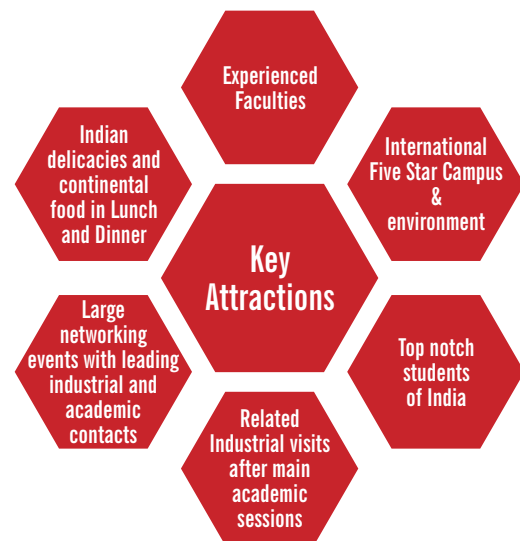 Experienced
Faculties
International
Five Star Campus
&
environment
Top notch
students
of India
Related
Industrial visits
after main
academic
sessions
Large
networking
events with leading
industrial and
academic
contacts
Indian
delicacies and
continental
food in Lunch
and Dinner
Key
Attractions